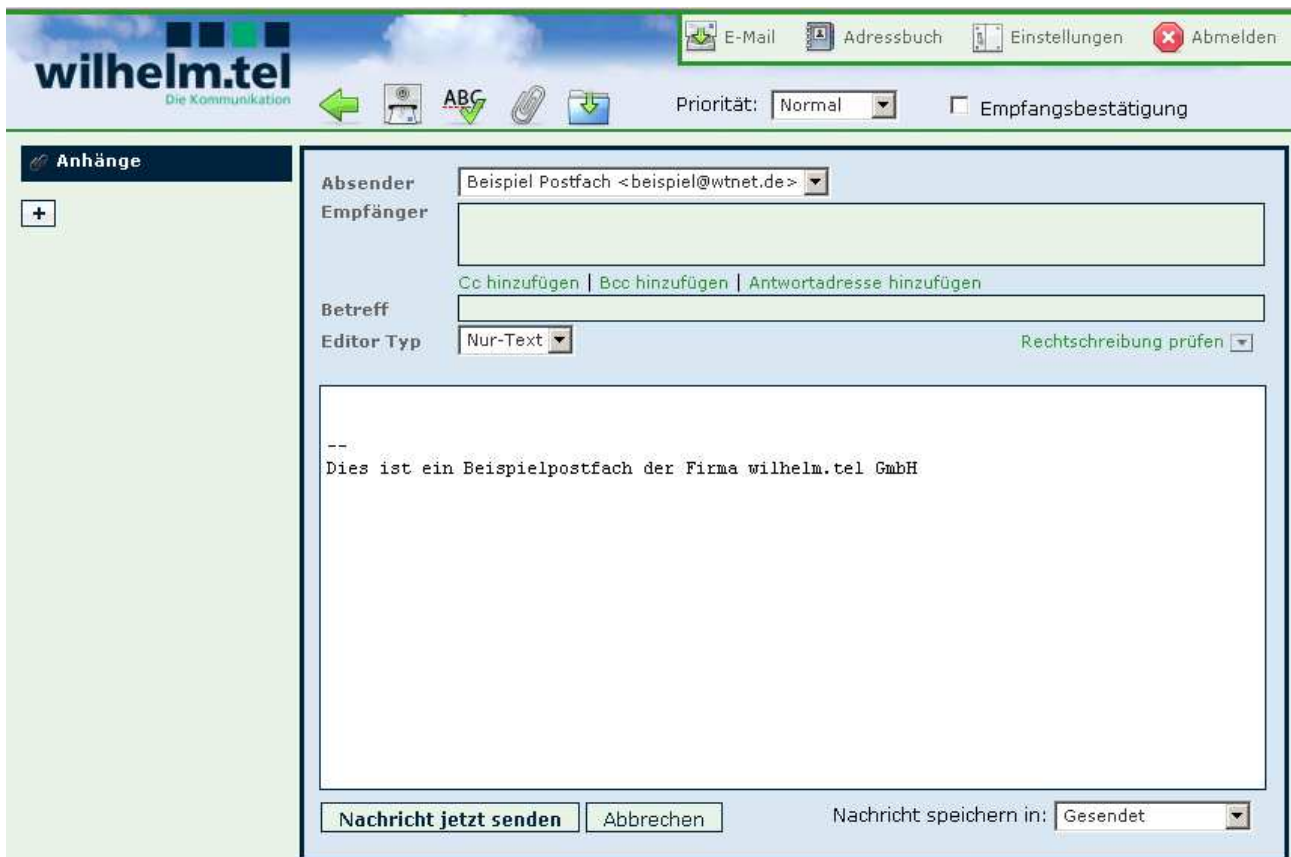 E-Mail Adressbuch Einstellungen Abmelden
wilhelm.tel
Die Kommunikation
ABC Priorität: Normal Empfangsbestätigung
Anhänge
+
Absender Beispiel Postfach <beispiel@wtnet.de>
Empfänger
Cc hinzufügen | Bcc hinzufügen | Antwortadresse hinzufügen
Betreff
Editor Typ Nur-Text Rechtschreibung prüfen
--
Dies ist ein Beispielpostfach der Firma wilhelm.tel GmbH
Nachricht jetzt senden Abbrechen Nachricht speichern in: Gesendet